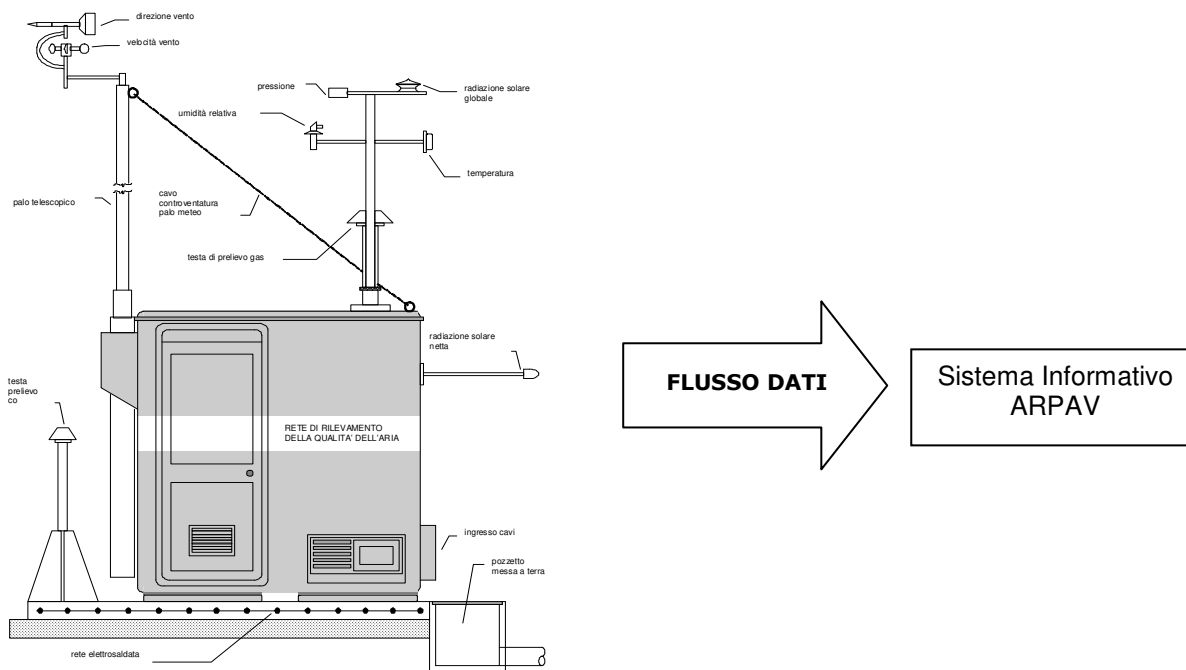 direzione vento
velocità vento
pressione
radiazione solare
globale
umidità relativa
temperatura
palo telescopico
cavo
controventatura
palo meteo
testa di prelievo gas
radiazione solare
netta
testa
prelievo
co
RETE DI RILEVAMENTO
DELLA QUALITA' DELL'ARIA
ingresso cavi
pozzetto
messa a terra
rete elettrosaldata
FLUSSO DATI
Sistema Informativo
ARPAV